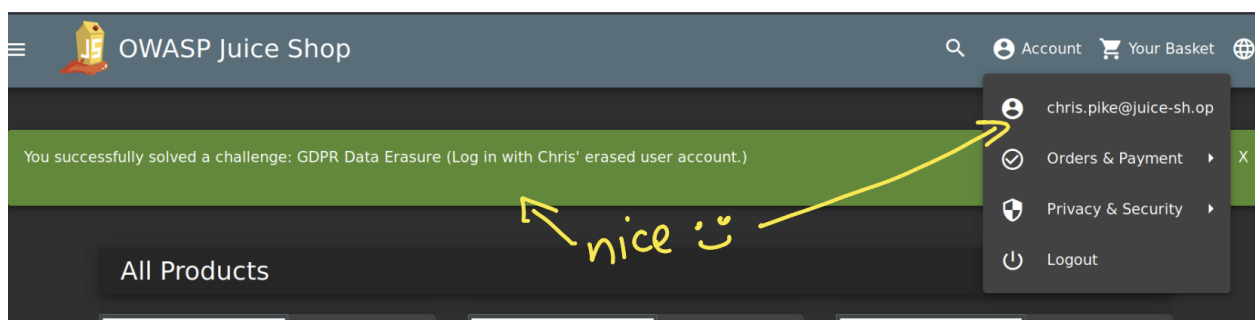 JS
OWASP Juice Shop
Account
Your Basket
chris.pike@juice-sh.op
You successfully solved a challenge: GDPR Data Erasure (Log in with Chris' erased user account.)
X
Orders & Payment
Privacy & Security
nice
Logout
All Products